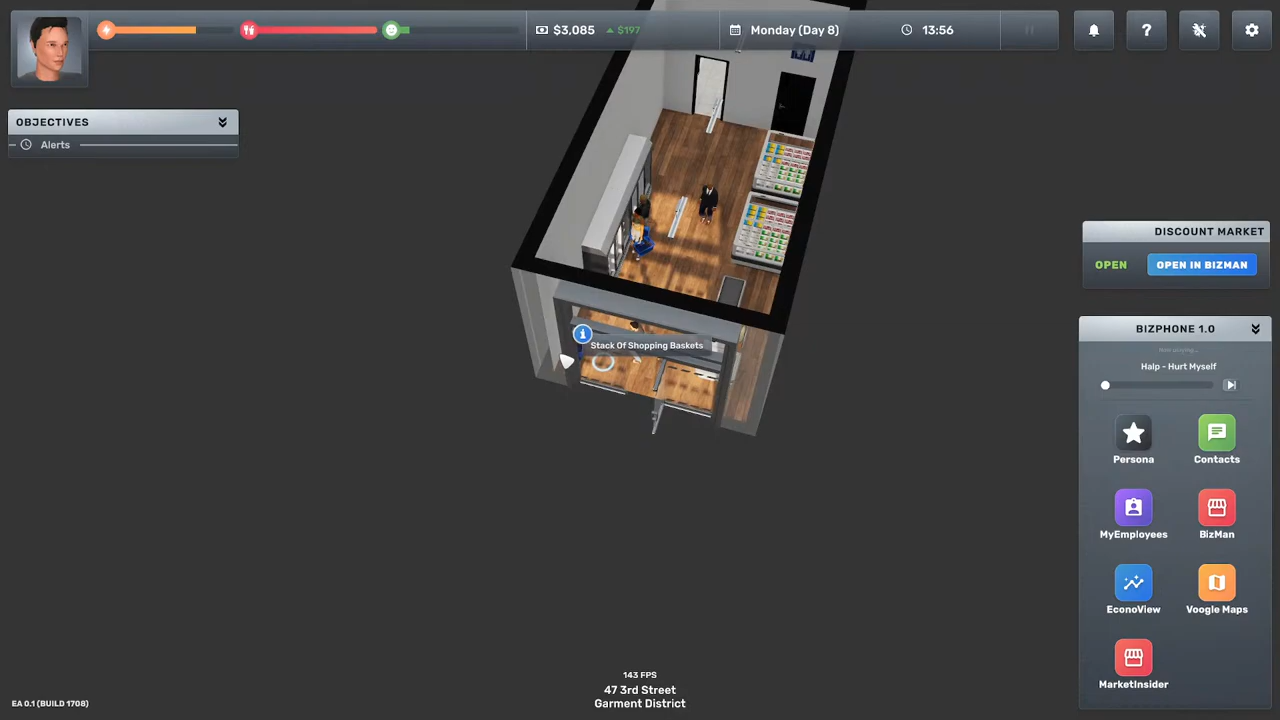 $3,085 ▲ $197
Monday (Day 8)
13:56
?
OBJECTIVES
Alerts
DISCOUNT MARKET
OPEN
OPEN IN BIZMAN
BIZPHONE 1.0
Now playing...
Halp - Hurt Myself
Persona
Contacts
MyEmployees
BizMan
EconoView
Voogle Maps
MarketInsider
Stack Of Shopping Baskets
143 FPS
47 3rd Street
Garment District
EA 0.1 (BUILD 1708)